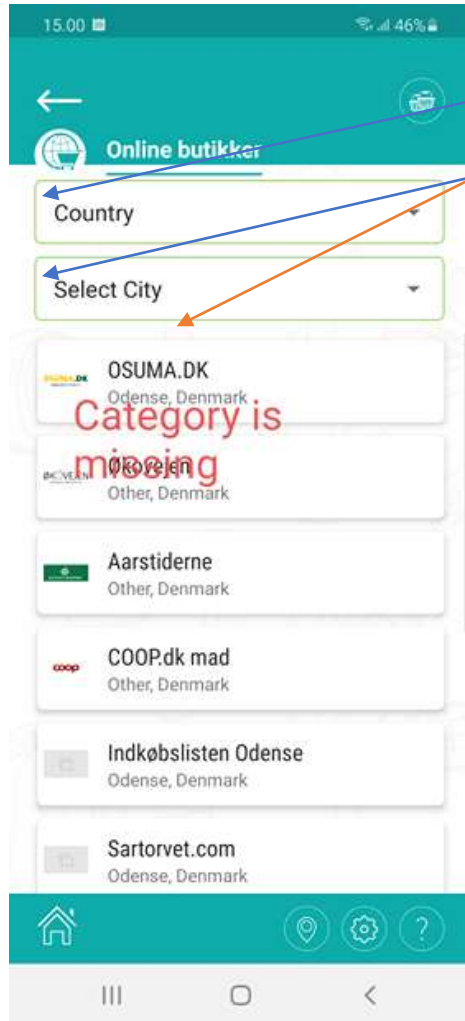 15.00 46%
Online butikker
Country
Select City
OSUMA.DK
Odense, Denmark
Category is
missing
Økovejen
Other, Denmark
Aarstiderne
Other, Denmark
coop
COOP.dk mad
Other, Denmark
Indkøbslisten Odense
Odense, Denmark
Sartorvet.com
Odense, Denmark
?